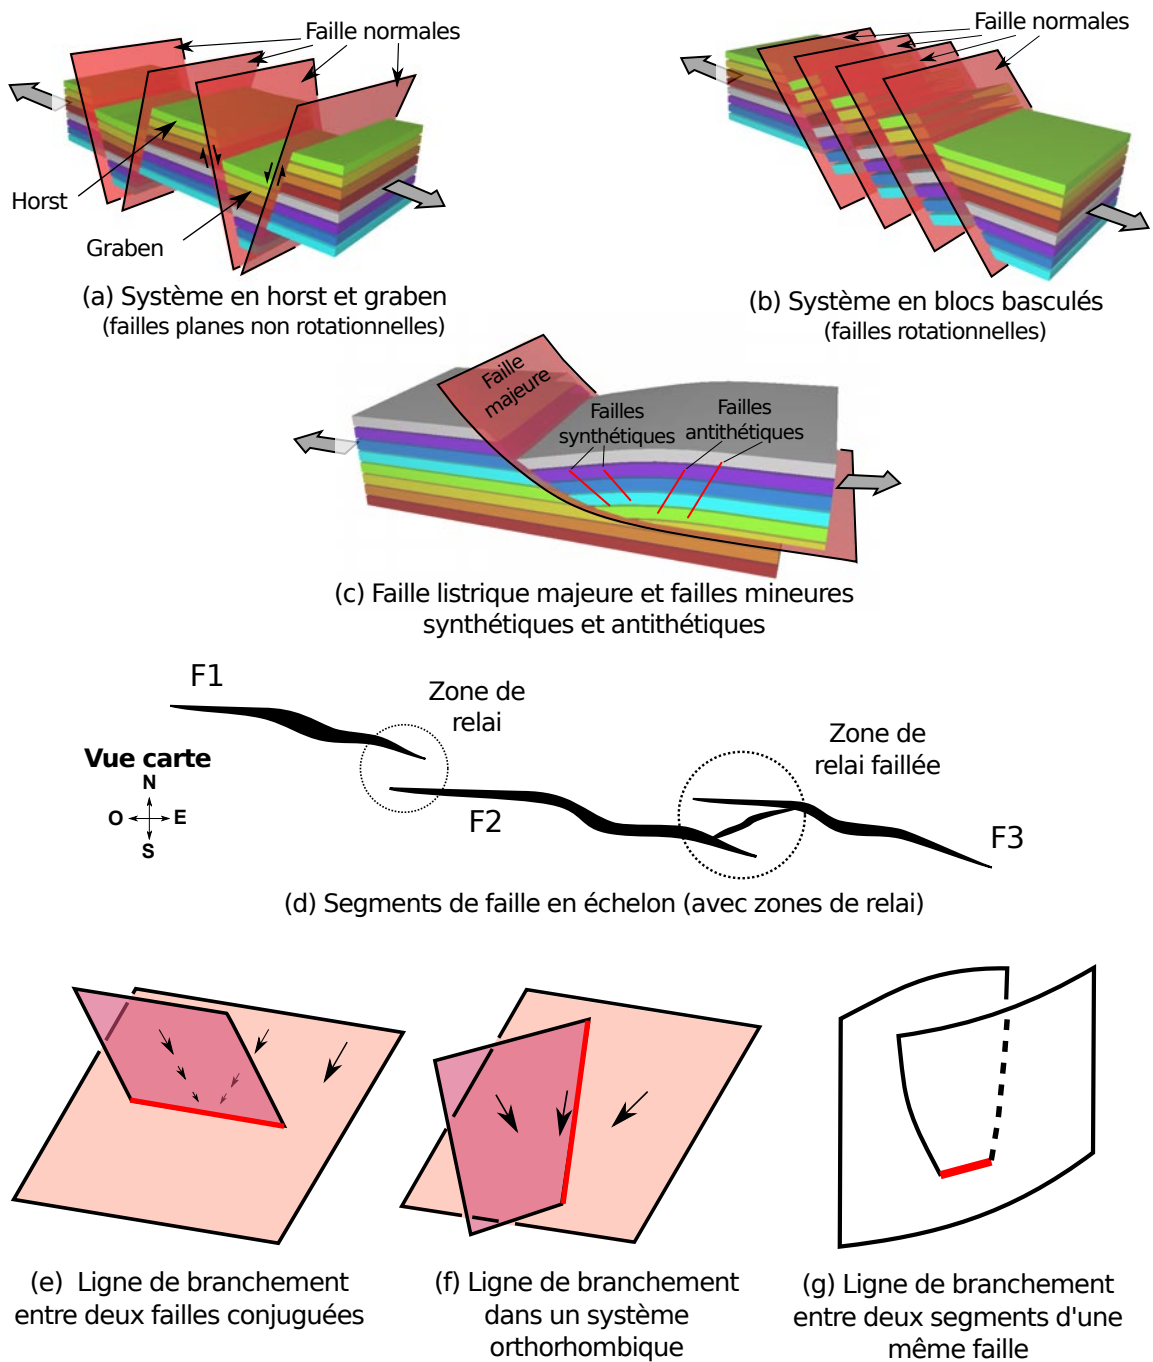 Faille normales
Horst
Graben
(a) Système en horst et graben
(failles planes non rotationnelles)
Faille normales
(b) Système en blocs basculés
(failles rotationnelles)
Faille
majeure
Failles
synthétiques
Failles
antithétiques
(c) Faille listrique majeure et failles mineures
synthétiques et antithétiques
F1
Zone de
relai
Vue carte
N
O E
S
F2
Zone de
relai faillée
F3
(d) Segments de faille en échelon (avec zones de relai)
(e) Ligne de branchement
entre deux failles conjuguées
(f) Ligne de branchement
dans un système
orthorhombique
(g) Ligne de branchement
entre deux segments d'une
même faille